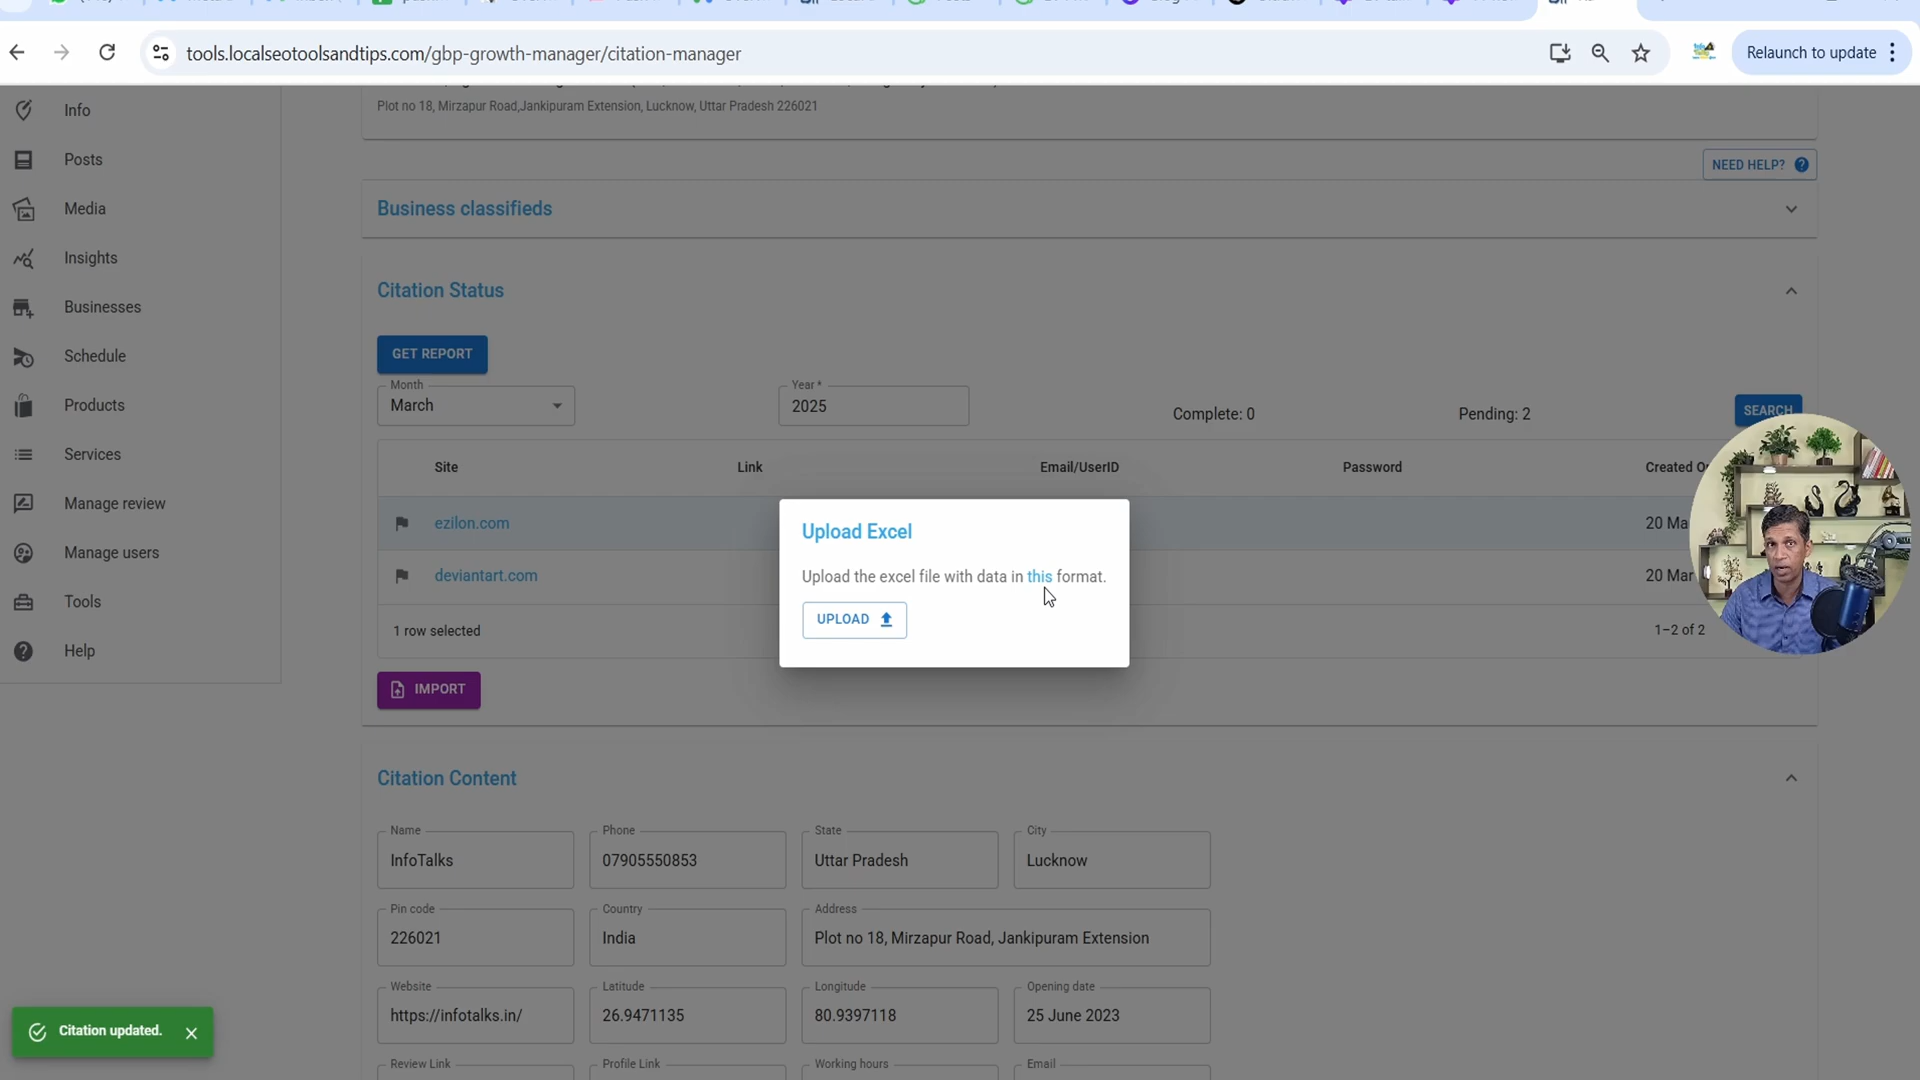 tools.localseotoolsandtips.com/gbp-growth-manager/citation-manager
Relaunch to update
Info
Plot no 18, Mirzapur Road,Jankipuram Extension, Lucknow, Uttar Pradesh 226021
Posts
NEED HELP?
Media
Business classifieds
Insights
Citation Status
Businesses
GET REPORT
Schedule
Month
Year *
March
2025
Complete: 0
Pending: 2
SEARCH
Products
Services
Site
Link
Email/UserID
Password
Created O
Manage review
ezilon.com
20 Ma
Upload Excel
Manage users
deviantart.com
20 Mar
Upload the excel file with data in this format.
Tools
UPLOAD
1 row selected
1–2 of 2
Help
IMPORT
Citation Content
Name
Phone
State
City
InfoTalks
07905550853
Uttar Pradesh
Lucknow
Pin code
Country
Address
226021
India
Plot no 18, Mirzapur Road, Jankipuram Extension
Website
Latitude
Longitude
Opening date
https://infotalks.in/
26.9471135
80.9397118
25 June 2023
Citation updated.
Review Link
Profile Link
Working hours
Email